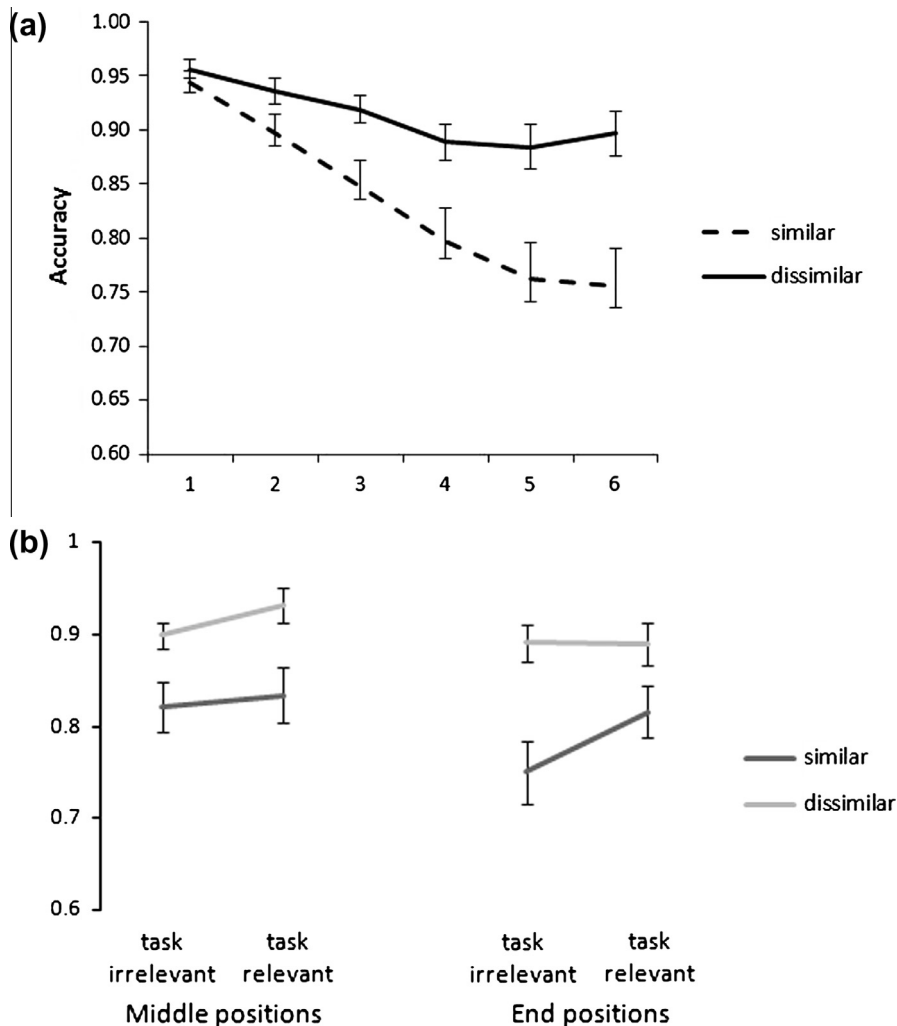 (a)
1.00
0.95
0.90
0.85
0.80
0.75
0.70
0.65
0.60
Accuracy
1 2 3 4 5 6
similar
dissimilar
(b)
1
0.9
0.8
0.7
0.6
similar
dissimilar
task task task task
irrelevant relevant irrelevant relevant
Middle positions End positions